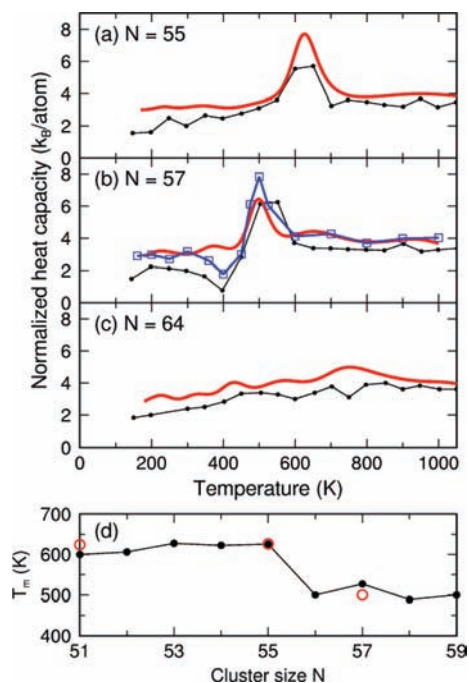 8
(a) N = 55
6
4
2
0
(b) N = 57
8
6
4
2
0
(c) N = 64
8
6
4
2
0
Normalized heat capacity (k_B/atom)
0 200 400 600 800 1000
Temperature (K)
700
(d)
600
500
400
T_m (K)
51 53 55 57 59
Cluster size N